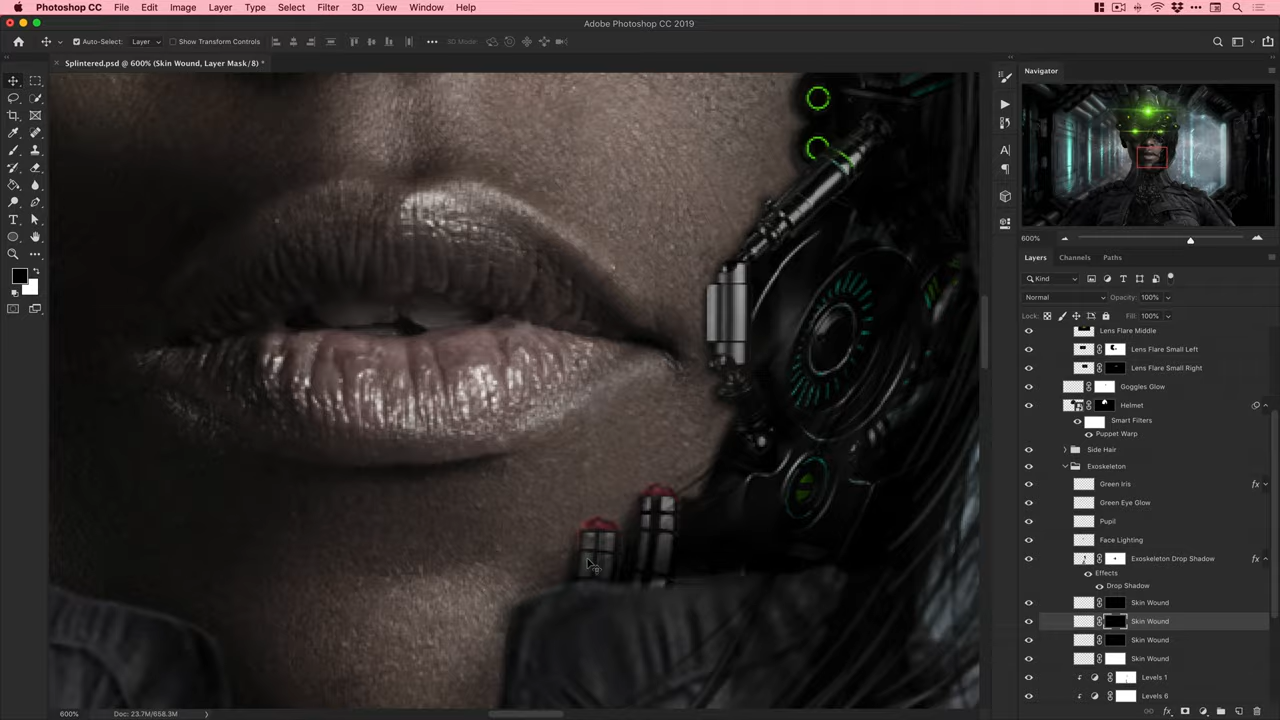 Photoshop CC File Edit Image Layer Type Select Filter 3D View Window Help
Adobe Photoshop CC 2019
Auto-Select: Layer Show Transform Controls 3D Mode:
Splintered.psd @ 600% (Skin Wound, Layer Mask/8) *
Navigator
600%
Layers Channels Paths
Kind
Normal Opacity: 100%
Lock: Fill: 100%
Lens Flare Middle
Lens Flare Small Left
Lens Flare Small Right
Goggles Glow
Helmet
Smart Filters
Puppet Warp
Side Hair
Exoskeleton
Green Iris fx
Green Eye Glow
Pupil
Face Lighting
Exoskeleton Drop Shadow fx
Effects
Drop Shadow
Skin Wound
Skin Wound
Skin Wound
Skin Wound
Levels 1
Levels 6
600% Doc: 23.7M/658.3M